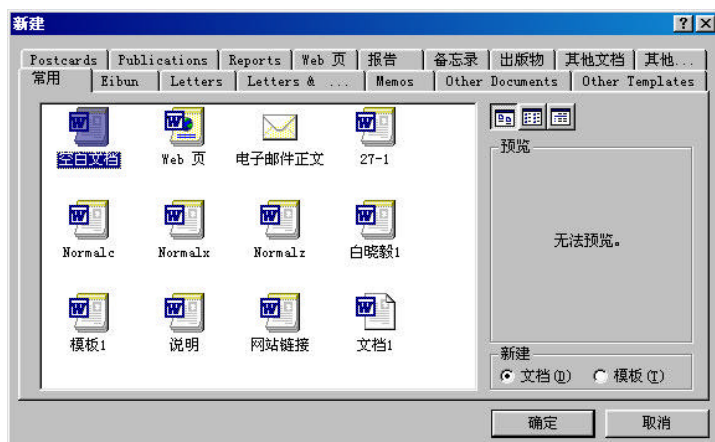 新建
Postcards Publications Reports Web 页 报告 备忘录 出版物 其他文档 其他...
常用 Eibun Letters Letters & ... Memos Other Documents Other Templates
空白文档 Web 页 电子邮件正文 27-1
Normalc Normalx Normalz 白晓毅1
模板1 说明 网站链接 文档1
预览
无法预览。
新建
文档(D) 模板(T)
确定 取消